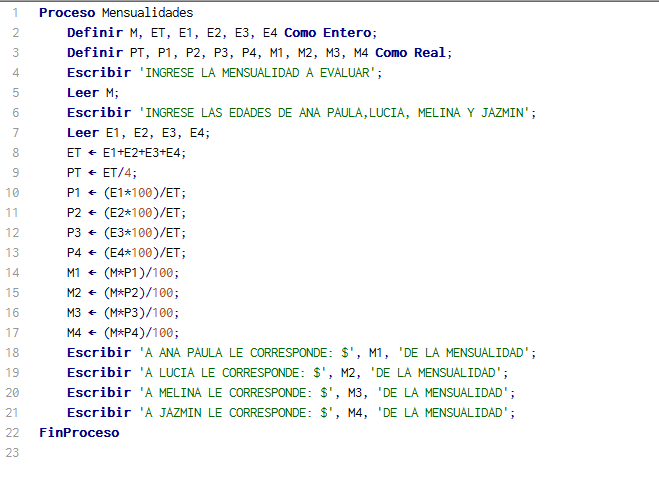 1 Proceso Mensualidades
2 Definir M, ET, E1, E2, E3, E4 Como Entero;
3 Definir PT, P1, P2, P3, P4, M1, M2, M3, M4 Como Real;
4 Escribir 'INGRESE LA MENSUALIDAD A EVALUAR';
5 Leer M;
6 Escribir 'INGRESE LAS EDADES DE ANA PAULA,LUCIA, MELINA Y JAZMIN';
7 Leer E1, E2, E3, E4;
8 ET ← E1+E2+E3+E4;
9 PT ← ET/4;
10 P1 ← (E1*100)/ET;
11 P2 ← (E2*100)/ET;
12 P3 ← (E3*100)/ET;
13 P4 ← (E4*100)/ET;
14 M1 ← (M*P1)/100;
15 M2 ← (M*P2)/100;
16 M3 ← (M*P3)/100;
17 M4 ← (M*P4)/100;
18 Escribir 'A ANA PAULA LE CORRESPONDE: $', M1, 'DE LA MENSUALIDAD';
19 Escribir 'A LUCIA LE CORRESPONDE: $', M2, 'DE LA MENSUALIDAD';
20 Escribir 'A MELINA LE CORRESPONDE: $', M3, 'DE LA MENSUALIDAD';
21 Escribir 'A JAZMIN LE CORRESPONDE: $', M4, 'DE LA MENSUALIDAD';
22 FinProceso
23